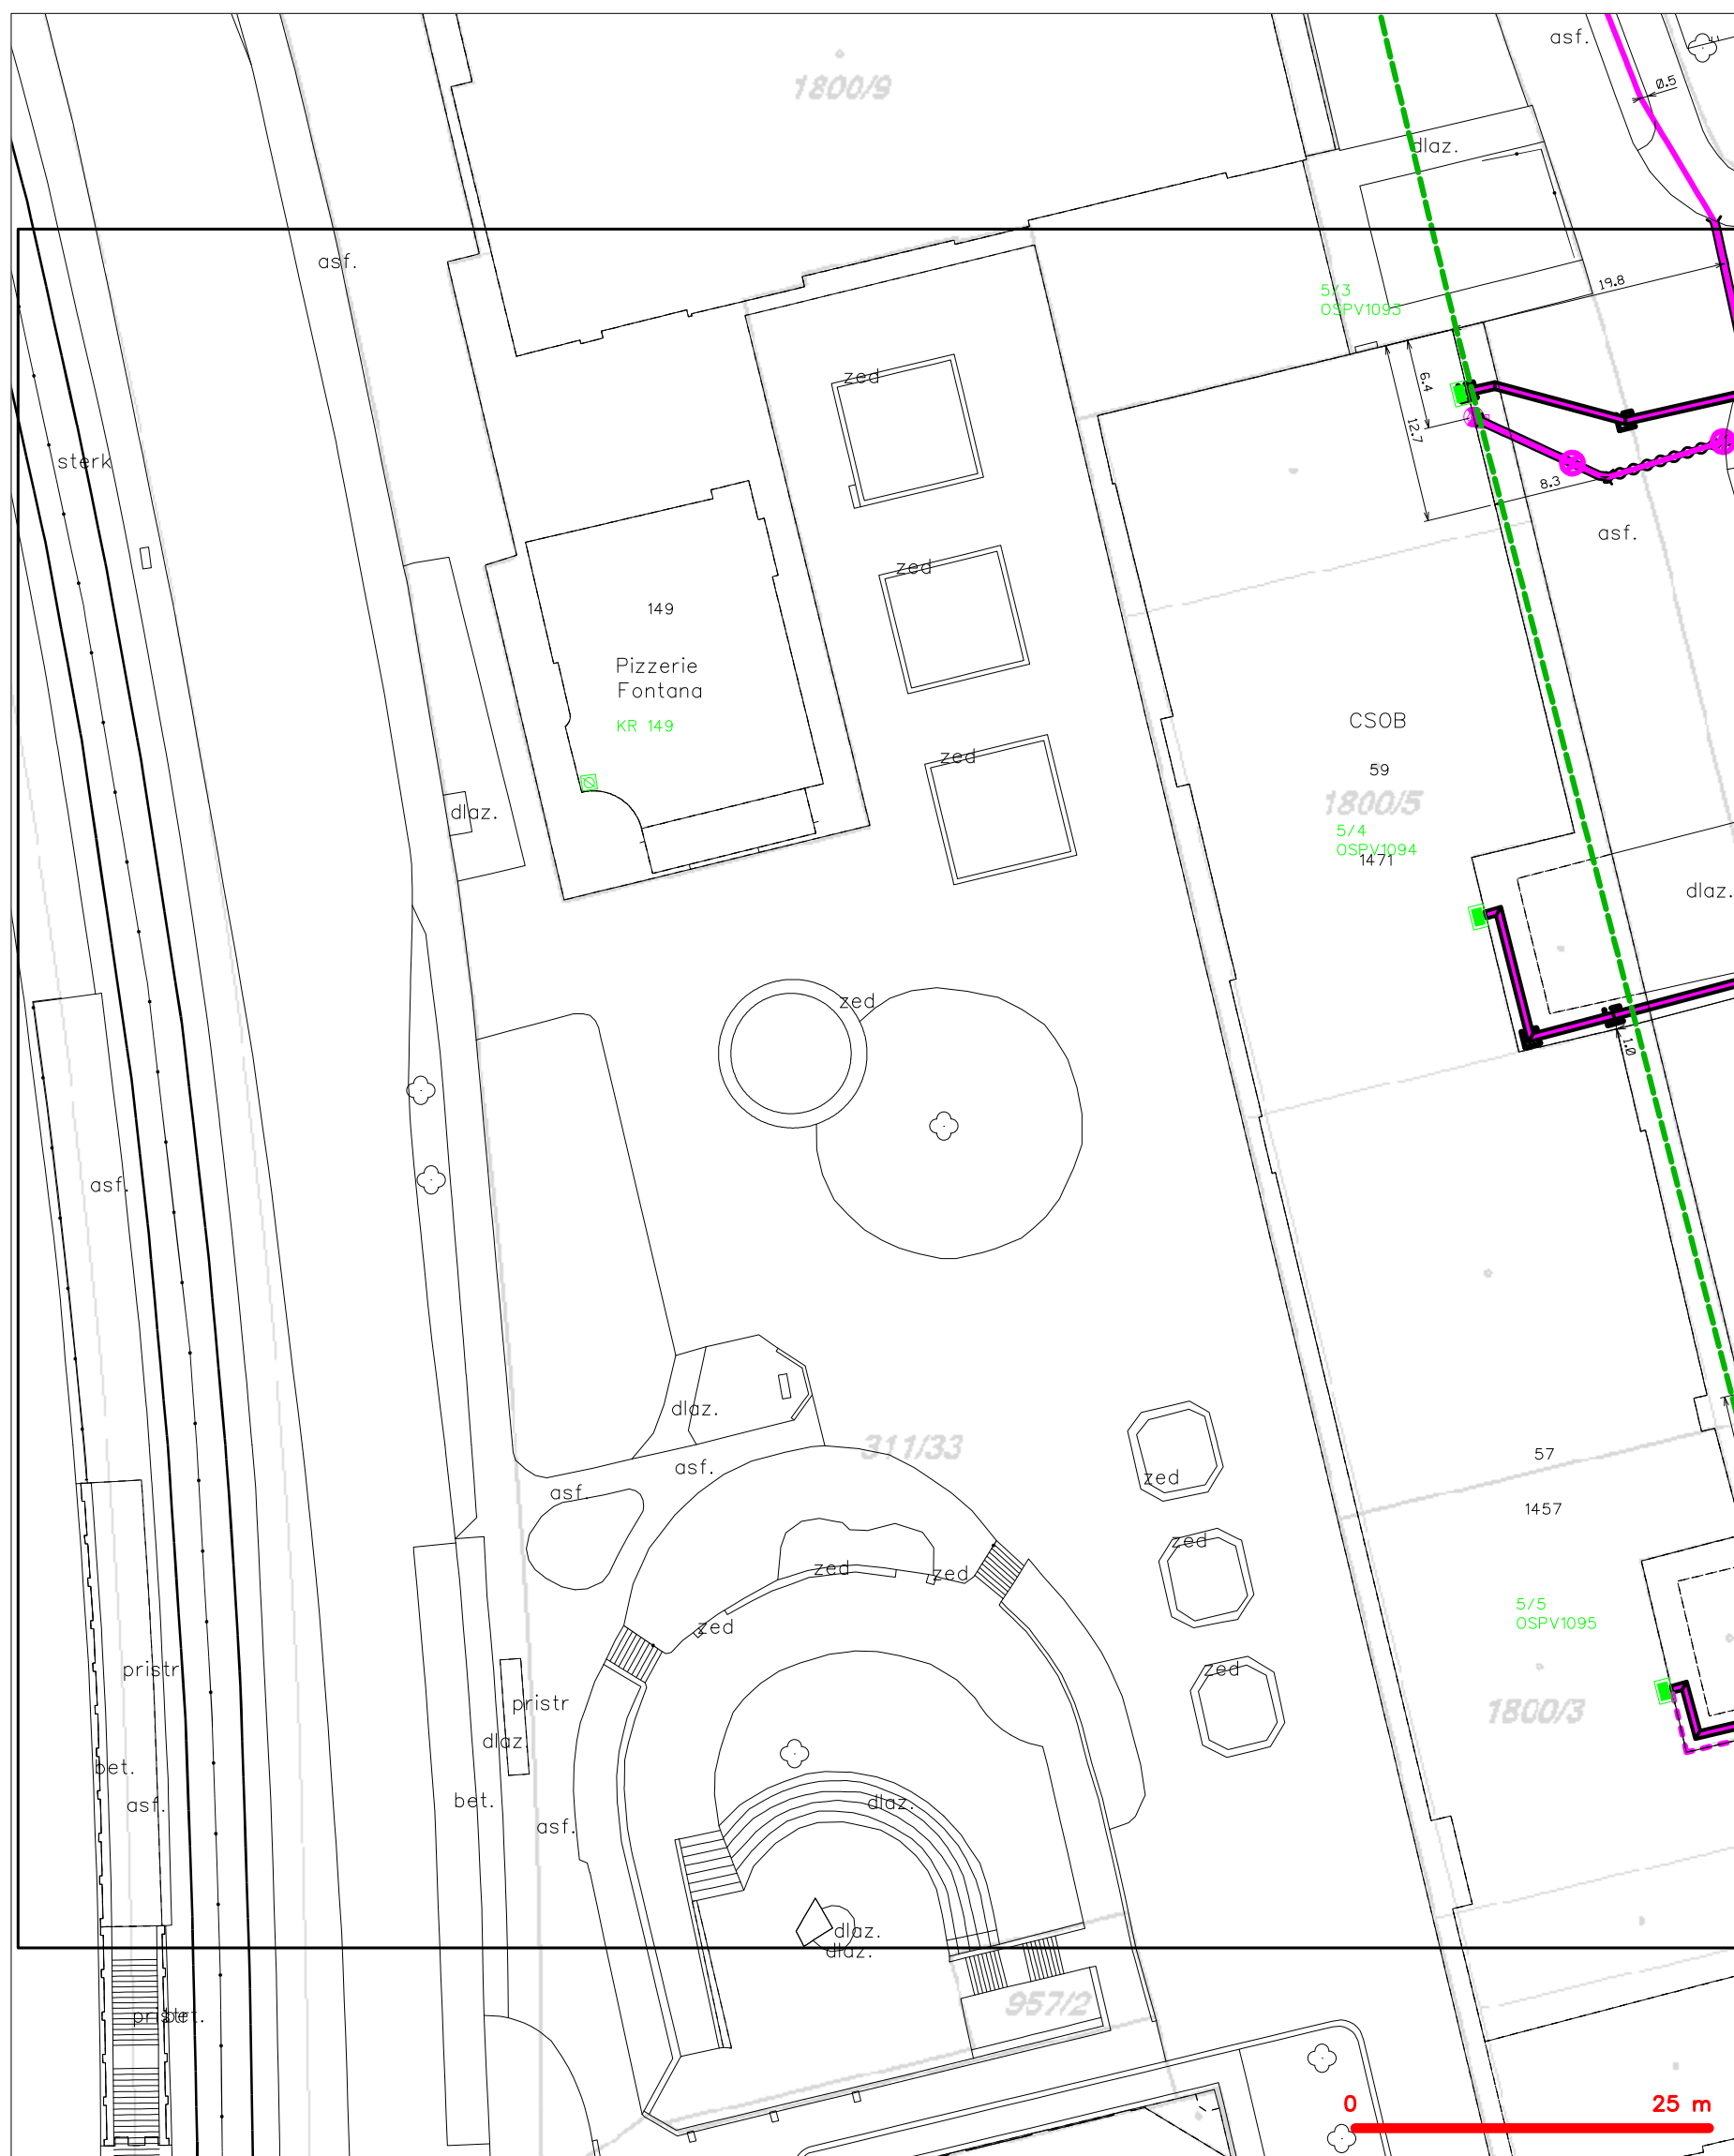 asf.
Ø.5
1800/9
dlaz.
asf.
19.8
5/3
OSPV1093
zed
6.4
12.7
sterk
8.3
asf.
zed
149
Pizzerie
Fontana
KR 149
CSOB
zed
59
1800/5
dlaz.
5/4
OSPV1094
1471
dlaz.
zed
1.0
asf.
dlaz.
311/33
57
asf.
zed
asf.
1457
zed
zed
zed
5/5
OSPV1095
zed
pristr
zed
pristr
1800/3
dlaz.
bet.
bet.
dlaz.
asf.
asf.
dlaz.
dlaz.
957/2
pristr
bet.
0 25 m